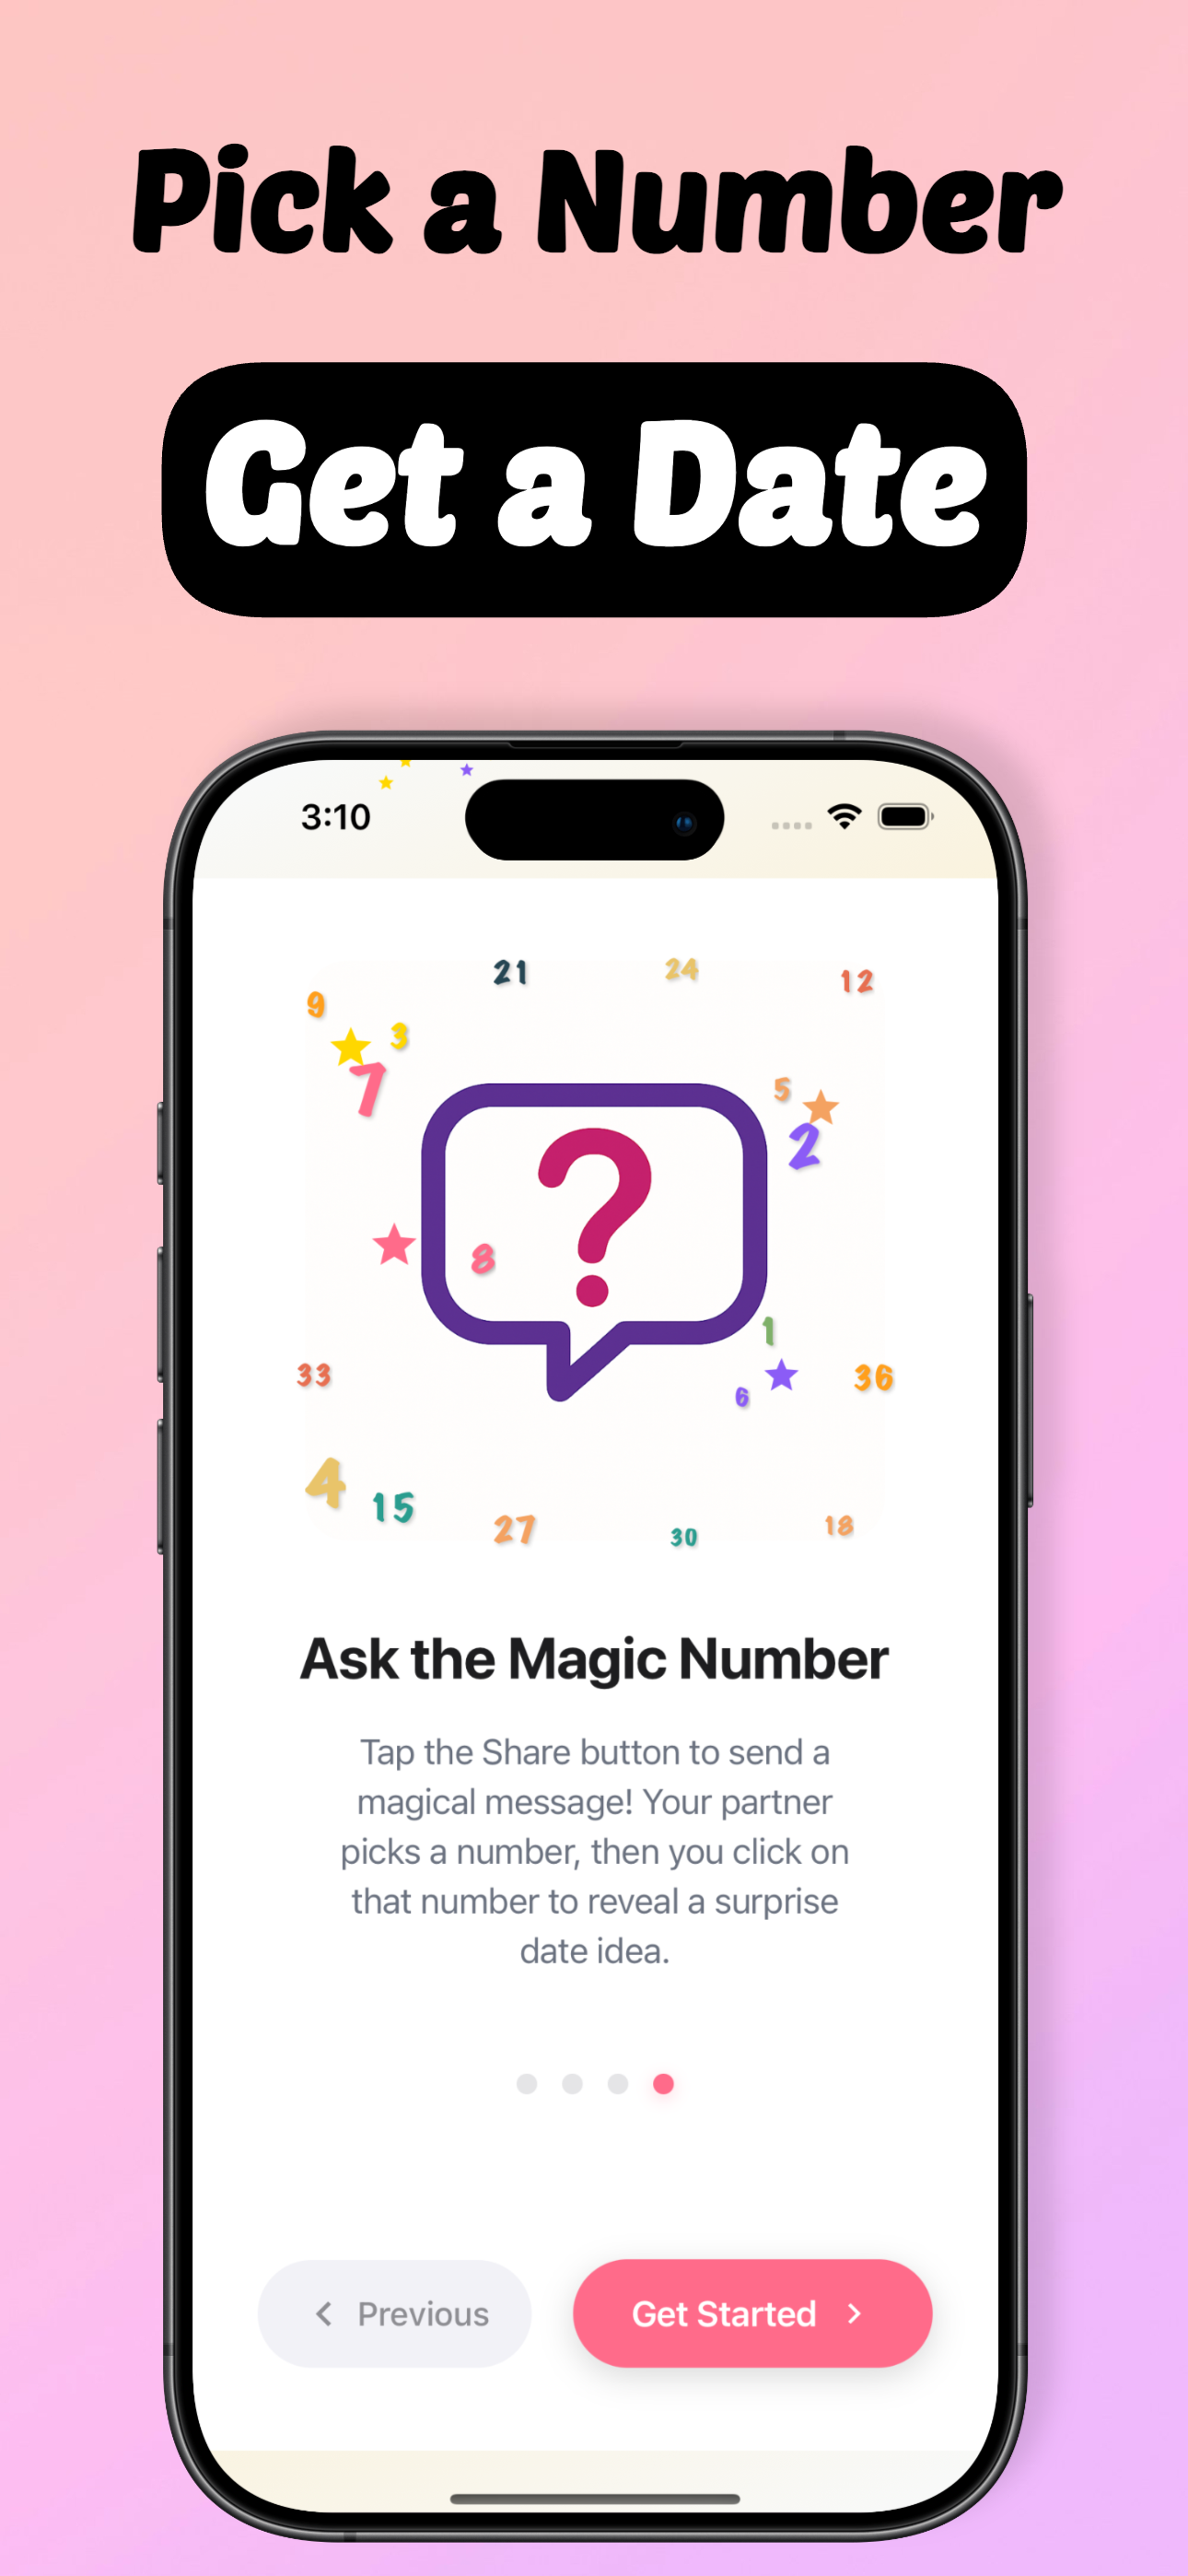 Pick a Number
Get a Date
3:10
21 24 12
9
3
7
5
2
8
1
33 36
6
4
15
27 30 18
Ask the Magic Number
Tap the Share button to send a
magical message! Your partner
picks a number, then you click on
that number to reveal a surprise
date idea.
Previous
Get Started